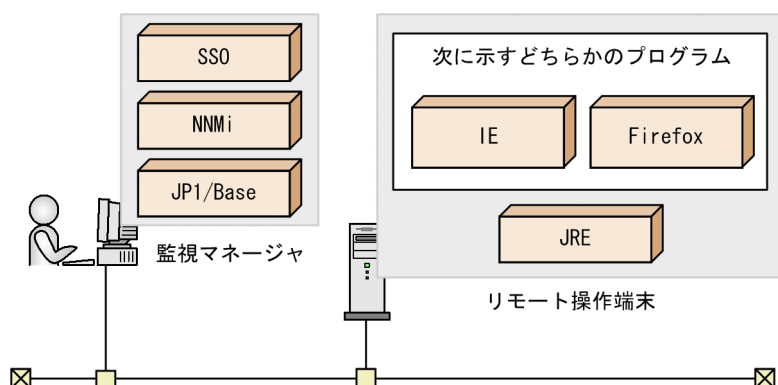 SSO
NNMi
JP1/Base
監視マネージャ
次に示すどちらかのプログラム
IE
Firefox
JRE
リモート操作端末